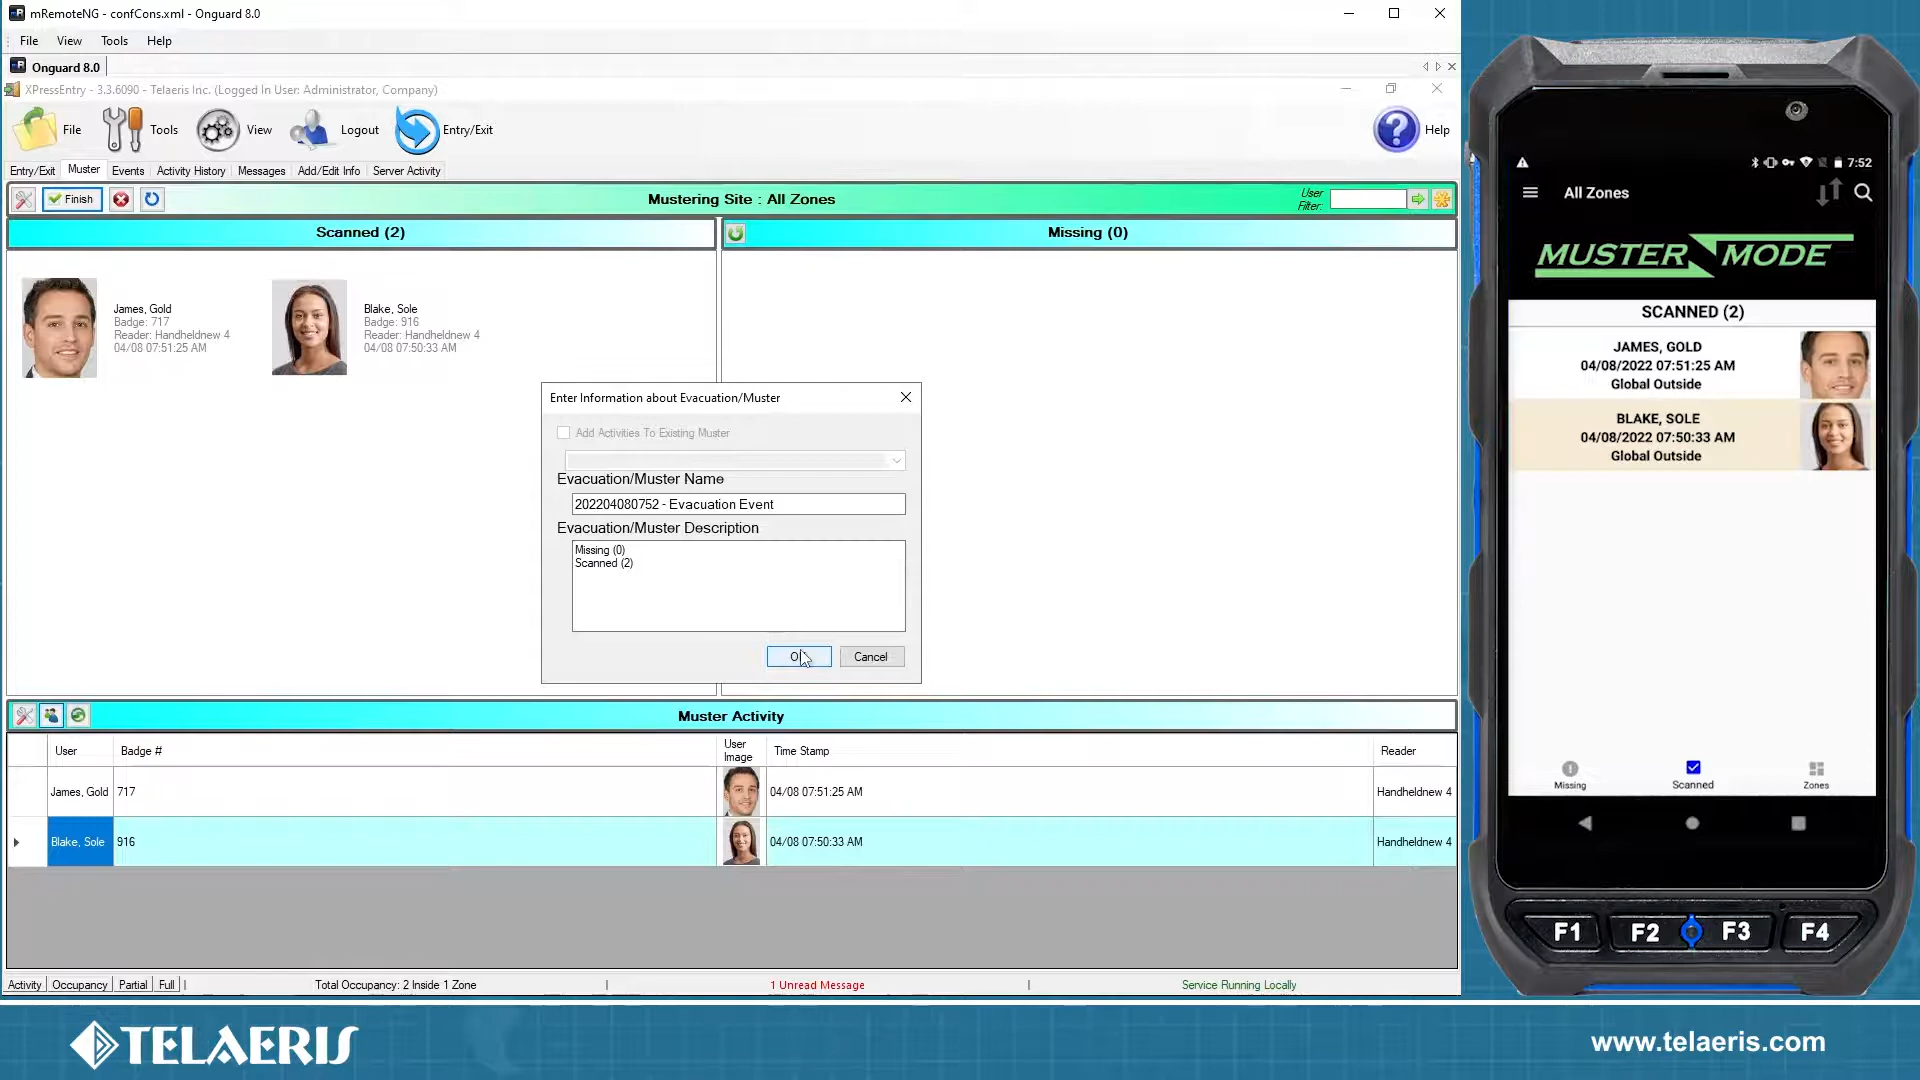 mRemoteNG - confCons.xml - Onguard 8.0
File View Tools Help
Onguard 8.0
XPressEntry - 3.3.6090 - Telaeris Inc. (Logged In User: Administrator, Company)
File Tools View Logout Entry/Exit Help
Entry/Exit Muster Events Activity History Messages Add/Edit Info Server Activity
Finish Mustering Site : All Zones User Filter:
Scanned (2) Missing (0)
James, Gold
Badge: 717
Reader: Handheldnew 4
04/08 07:51:25 AM
Blake, Sole
Badge: 916
Reader: Handheldnew 4
04/08 07:50:33 AM
Enter Information about Evacuation/Muster
Add Activities To Existing Muster
Evacuation/Muster Name
202204080752 - Evacuation Event
Evacuation/Muster Description
Missing (0)
Scanned (2)
Cancel
Muster Activity
User Badge # User Image Time Stamp Reader
James, Gold 717 04/08 07:51:25 AM Handheldnew 4
Blake, Sole 916 04/08 07:50:33 AM Handheldnew 4
Activity Occupancy Partial Full | Total Occupancy: 2 Inside 1 Zone | 1 Unread Message | Service Running Locally
7:52
All Zones
MUSTER MODE
SCANNED (2)
JAMES, GOLD
04/08/2022 07:51:25 AM
Global Outside
BLAKE, SOLE
04/08/2022 07:50:33 AM
Global Outside
Missing Scanned Zones
F1 F2 F3 F4
TELAERIS
www.telaeris.com